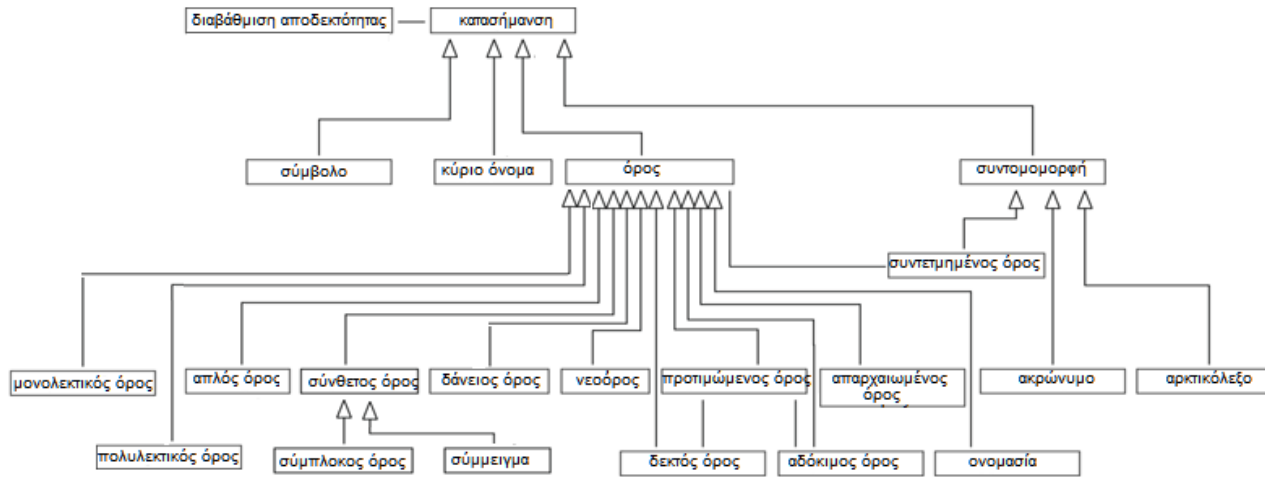 διαβάθμιση αποδεκτότητας
κατασήμανση
σύμβολο
κύριο όνομα
όρος
συντομομορφή
συντετμημένος όρος
μονολεκτικός όρος
απλός όρος
σύνθετος όρος
δάνειος όρος
νεοόρος
προτιμώμενος όρος
απαρχαιωμένος
όρος
ακρώνυμο
αρκτικόλεξο
πολυλεκτικός όρος
σύμπλοκος όρος
σύμμειγμα
δεκτός όρος
αδόκιμος όρος
ονομασία